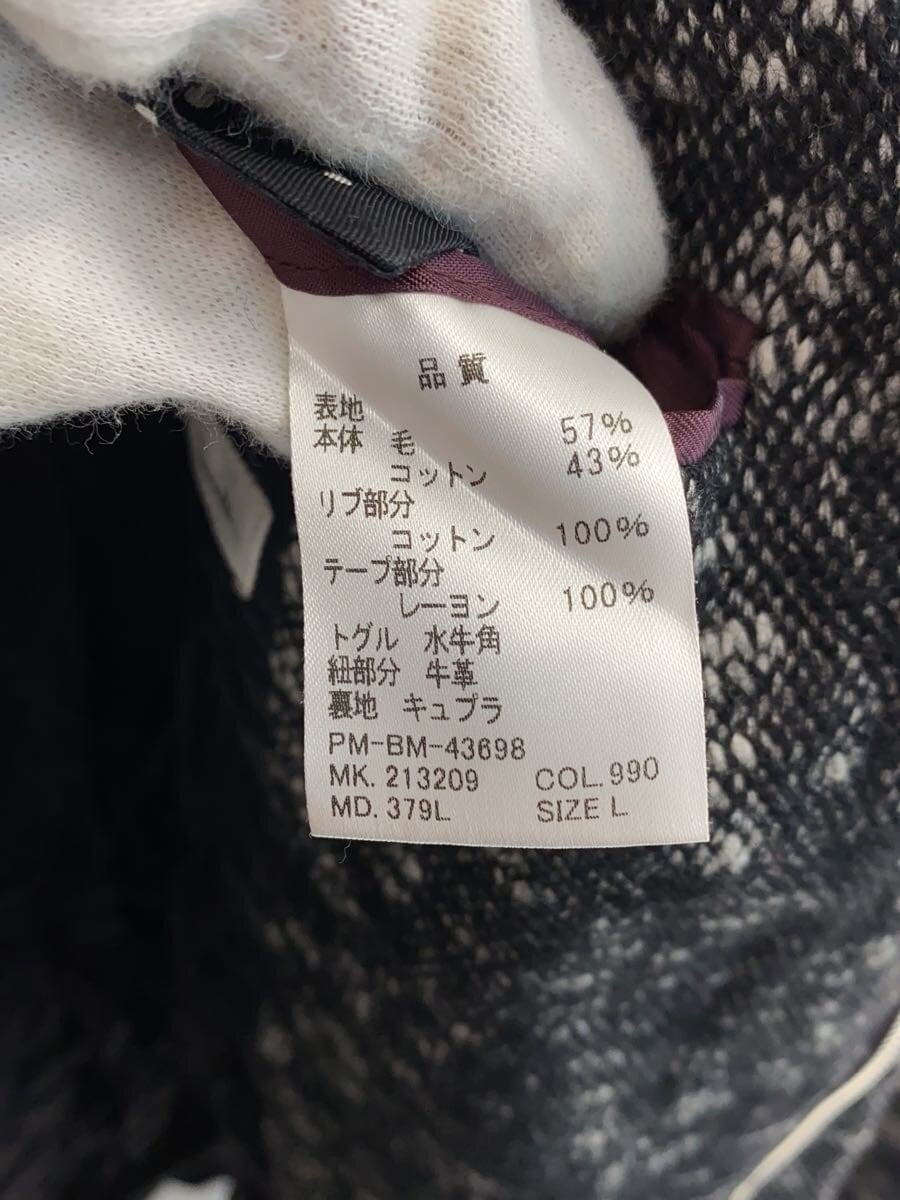 品質
表地
本体 毛 57%
コットン 43%
リブ部分
コットン 100%
テープ部分
レーヨン 100%
トグル 水牛角
紐部分 牛革
裏地 キュプラ
PM-BM-43698
MK. 213209 COL.990
MD. 379L SIZE L